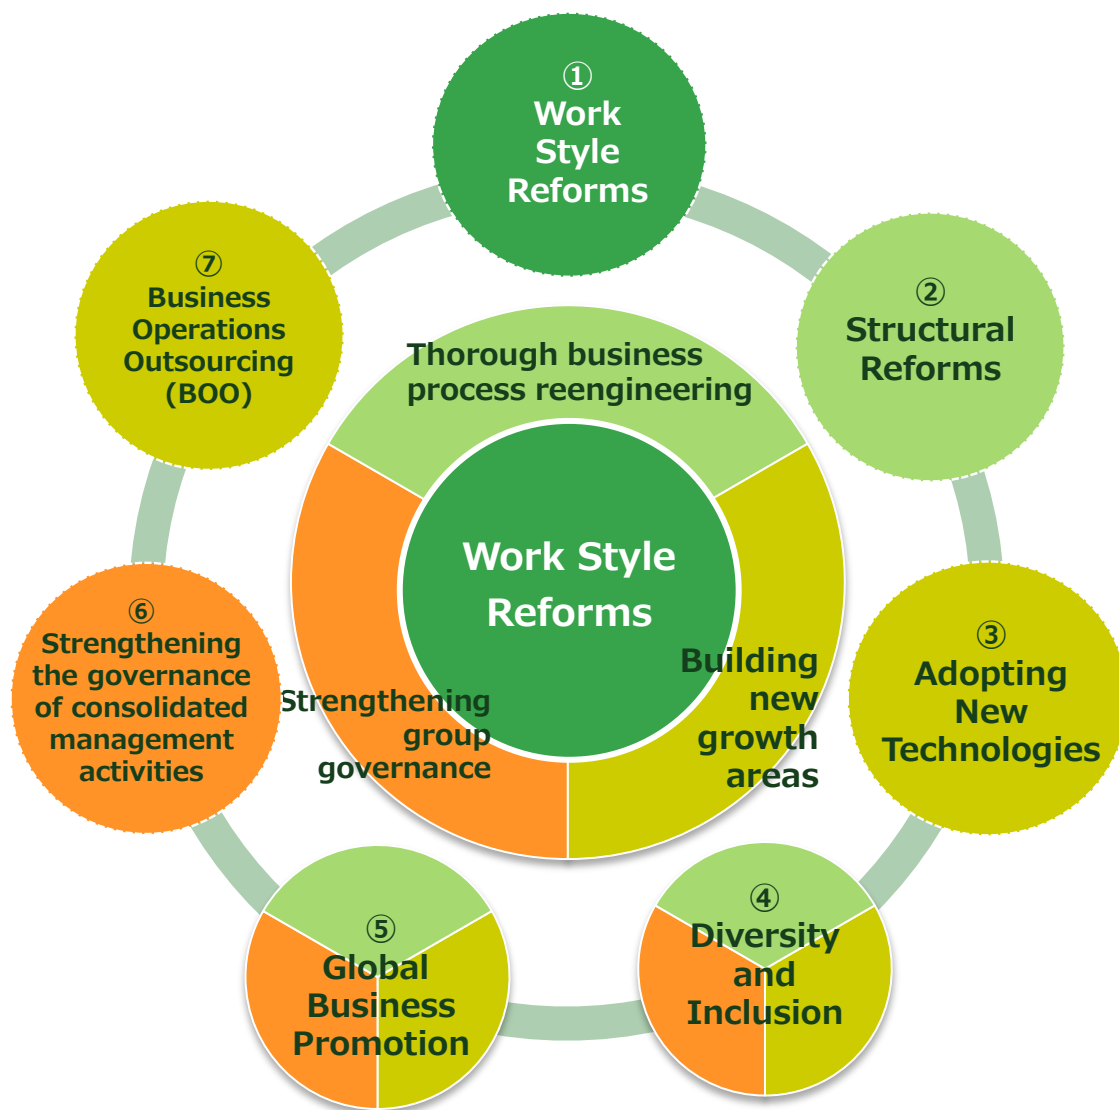 ①
Work
Style
Reforms
②
Structural
Reforms
③
Adopting
New
Technologies
④
Diversity
and
Inclusion
⑤
Global
Business
Promotion
⑥
Strengthening
the governance
of consolidated
management
activities
⑦
Business
Operations
Outsourcing
(BOO)
Thorough business
process reengineering
Building
new
growth
areas
Strengthening
group
governance
Work Style
Reforms